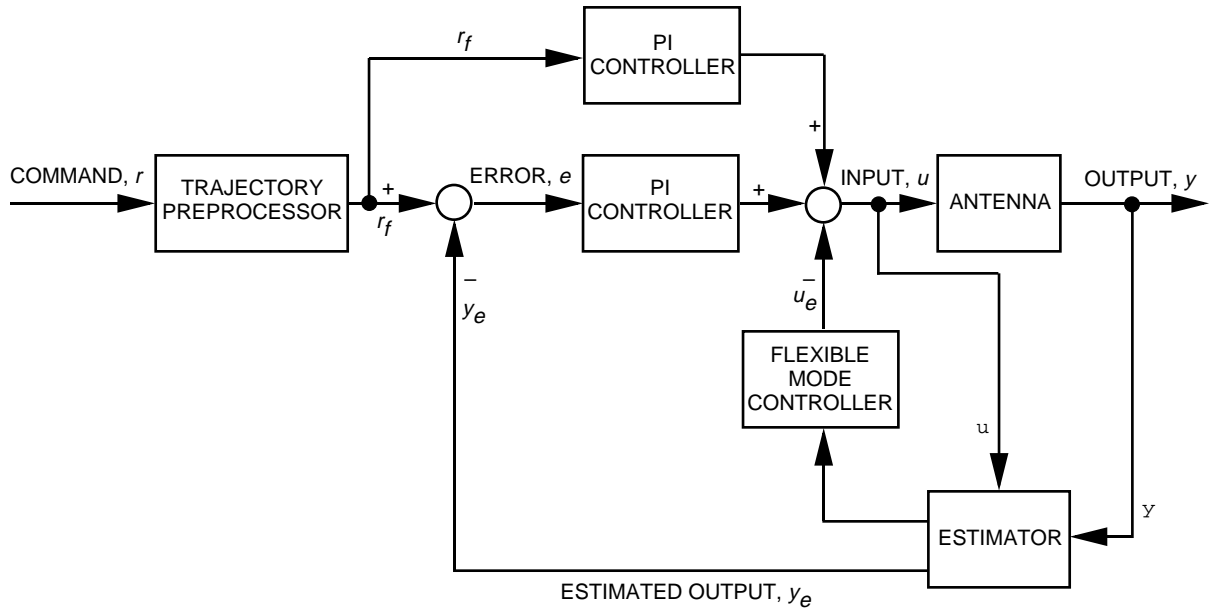 r_f
PI
CONTROLLER
+
COMMAND, r
TRAJECTORY
PREPROCESSOR
+
r_f
ERROR, e
PI
CONTROLLER
+
INPUT, u
ANTENNA
OUTPUT, y
–
y_e
–
u_e
FLEXIBLE
MODE
CONTROLLER
u
y
ESTIMATOR
ESTIMATED OUTPUT, y_e